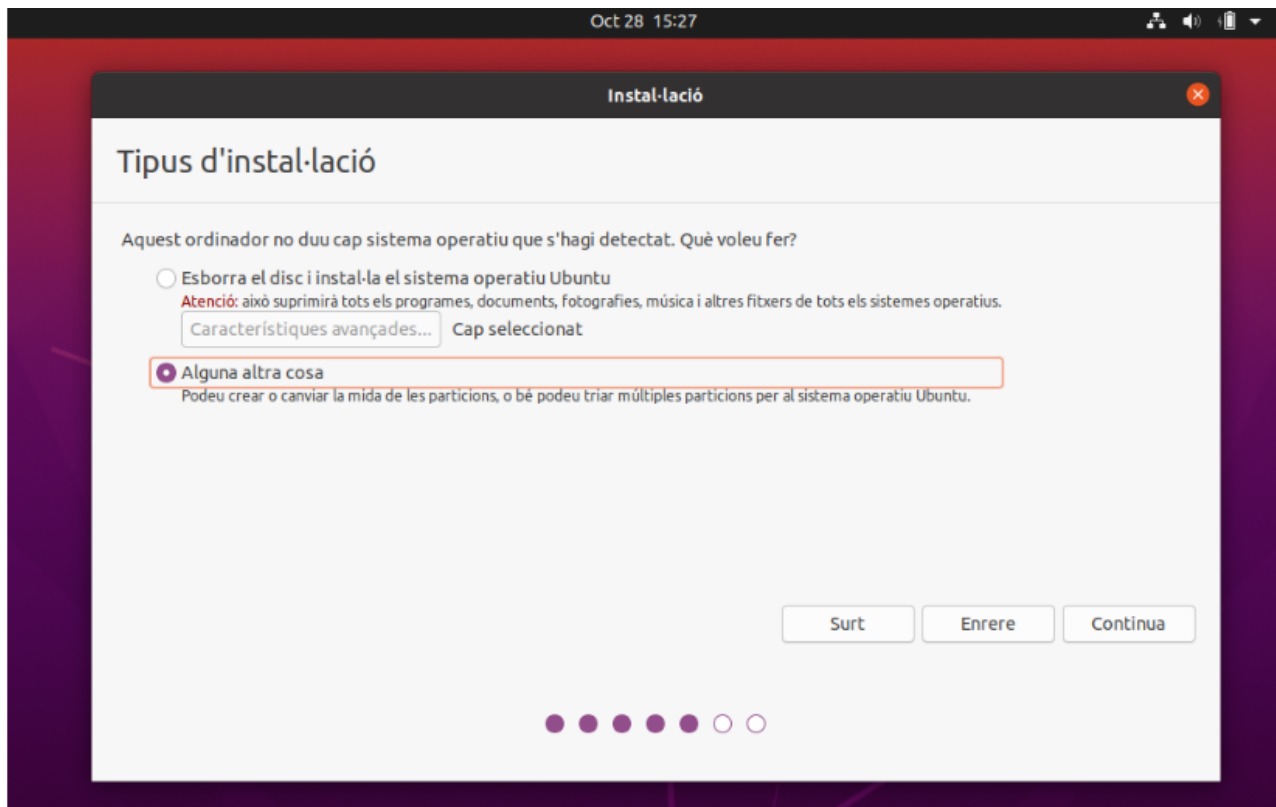 Oct 28 15:27
Instal·lació
Tipus d'instal·lació
Aquest ordinador no duu cap sistema operatiu que s'hagi detectat. Què voleu fer?
Esborra el disc i instal·la el sistema operatiu Ubuntu
Atenció: això suprimirà tots els programes, documents, fotografies, música i altres fitxers de tots els sistemes operatius.
Característiques avançades... Cap seleccionat
Alguna altra cosa
Podeu crear o canviar la mida de les particions, o bé podeu triar múltiples particions per al sistema operatiu Ubuntu.
Surt Enrere Continua